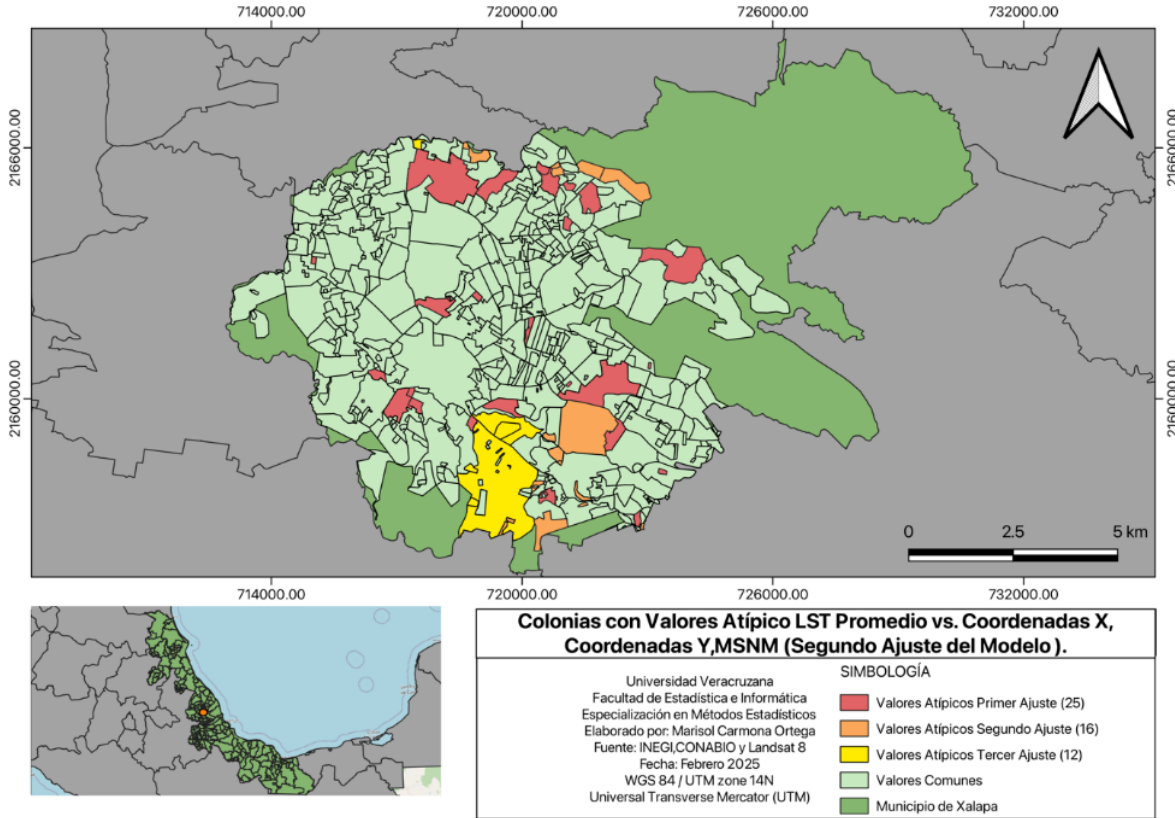 714000.00 720000.00 726000.00 732000.00
2166000.00
2166000.00
2160000.00
2160000.00
0 2.5 5 km
714000.00 720000.00 726000.00 732000.00
Colonias con Valores Atípico LST Promedio vs. Coordenadas X,
Coordenadas Y,MSNM (Segundo Ajuste del Modelo ).
Universidad Veracruzana
Facultad de Estadística e Informática
Especialización en Métodos Estadísticos
Elaborado por: Marisol Carmona Ortega
Fuente: INEGI,CONABIO y Landsat 8
Fecha: Febrero 2025
WGS 84 / UTM zone 14N
Universal Transverse Mercator (UTM)
SIMBOLOGÍA
Valores Atípicos Primer Ajuste (25)
Valores Atípicos Segundo Ajuste (16)
Valores Atípicos Tercer Ajuste (12)
Valores Comunes
Municipio de Xalapa